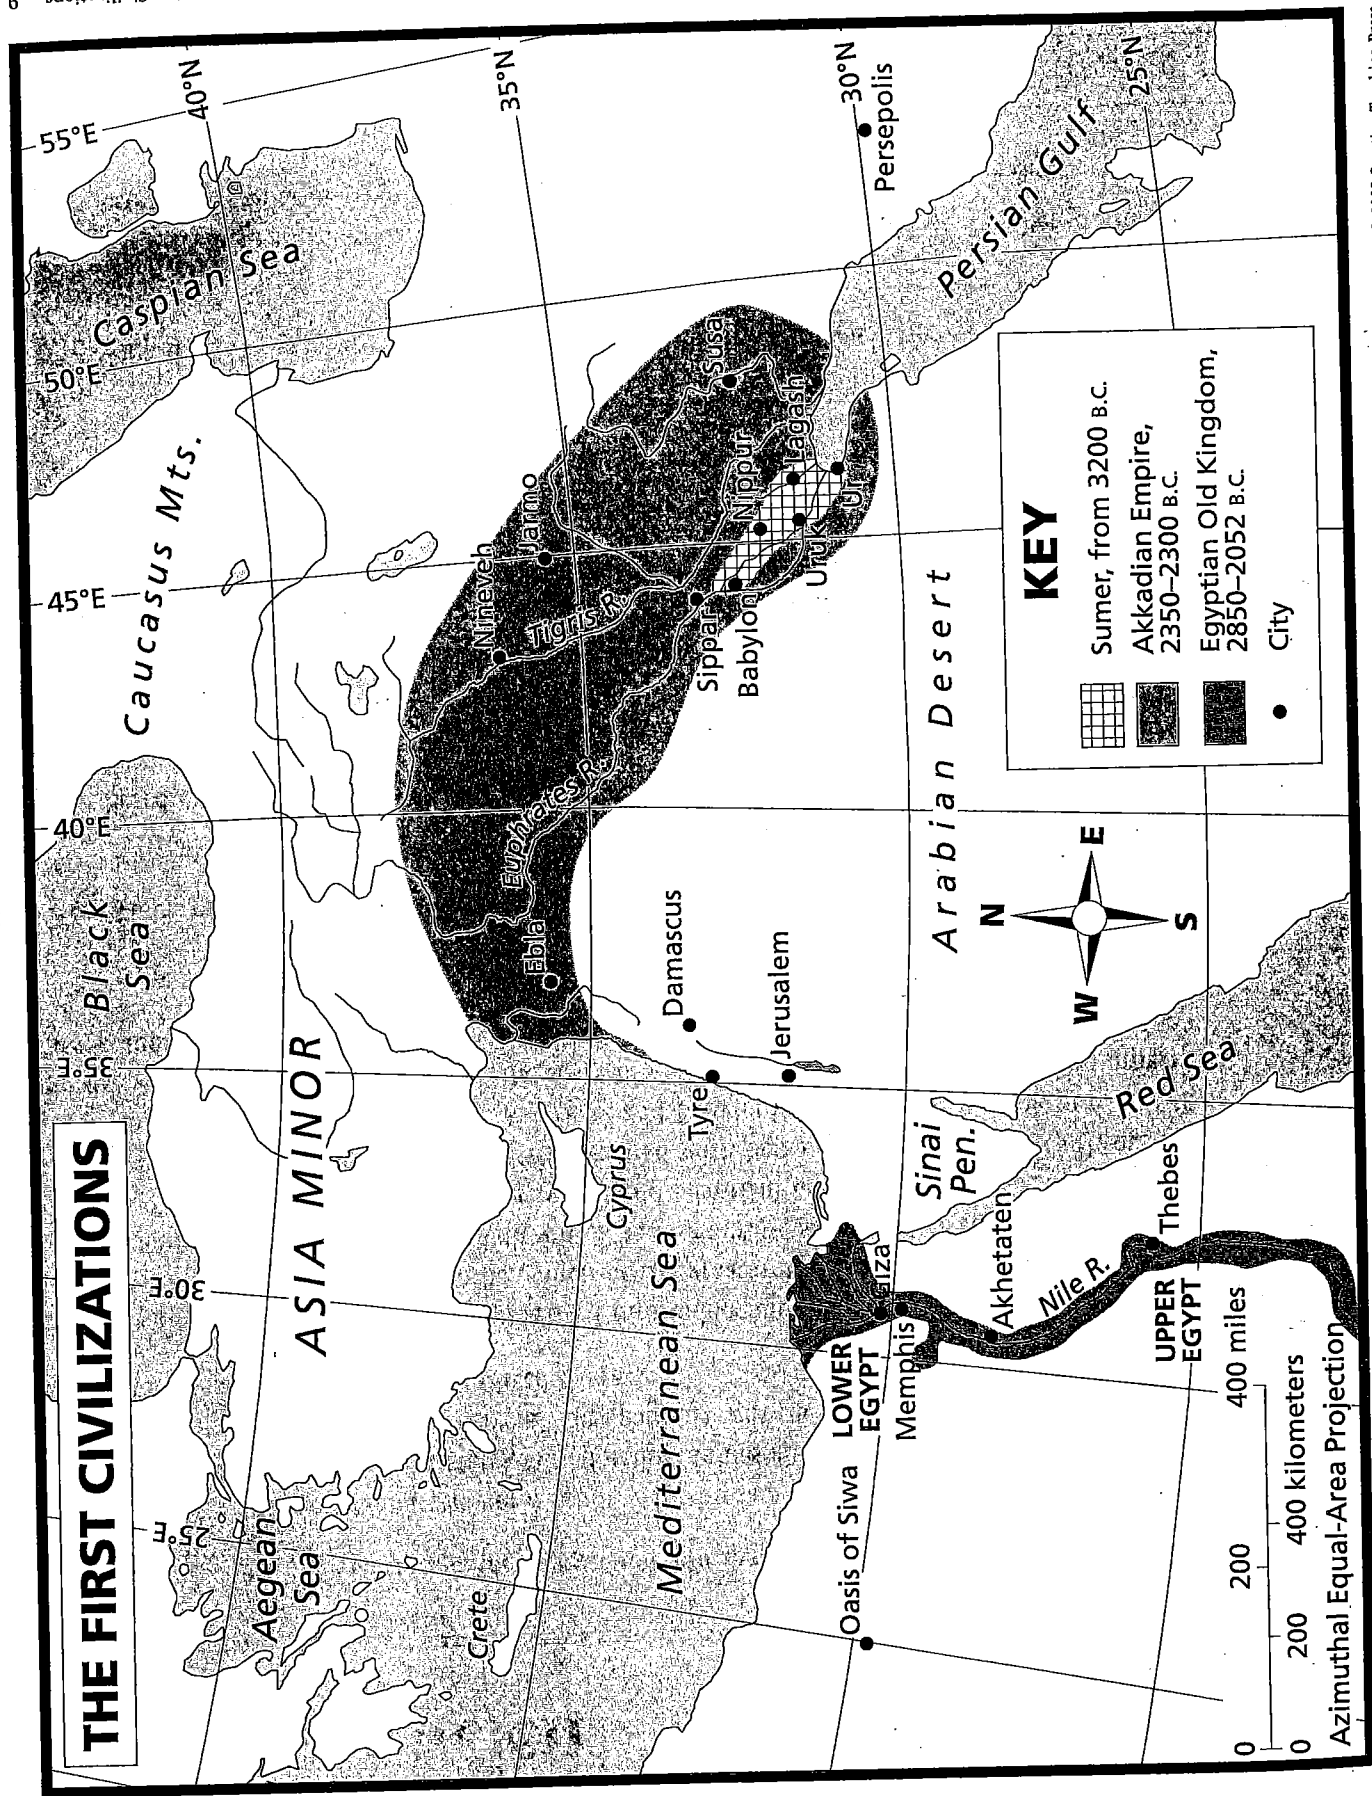 THE FIRST CIVILIZATIONS
25°E
30°E
35°E
40°E
45°E
50°E
55°E
40°N
35°N
30°N
25°N
Black
Sea
Caucasus Mts.
Caspian Sea
Aegean
Sea
ASIA MINOR
Crete
Cyprus
Mediterranean Sea
Ebla
Euphrates R.
Tigris R.
Nineveh
Jarmo
Sippar
Babylon
Nippur
Susa
Lagash
Uruk
Ur
Tyre
Damascus
Jerusalem
Persepolis
Persian Gulf
Arabian Desert
Oasis of Siwa
LOWER
EGYPT
Giza
Memphis
Sinai
Pen.
Akhetaten
Nile R.
UPPER
EGYPT
Thebes
Red Sea
N
W
E
S
KEY
Sumer, from 3200 B.C.
Akkadian Empire,
2350–2300 B.C.
Egyptian Old Kingdom,
2850–2052 B.C.
City
0 200 400 miles
0 200 400 kilometers
Azimuthal Equal-Area Projection
9